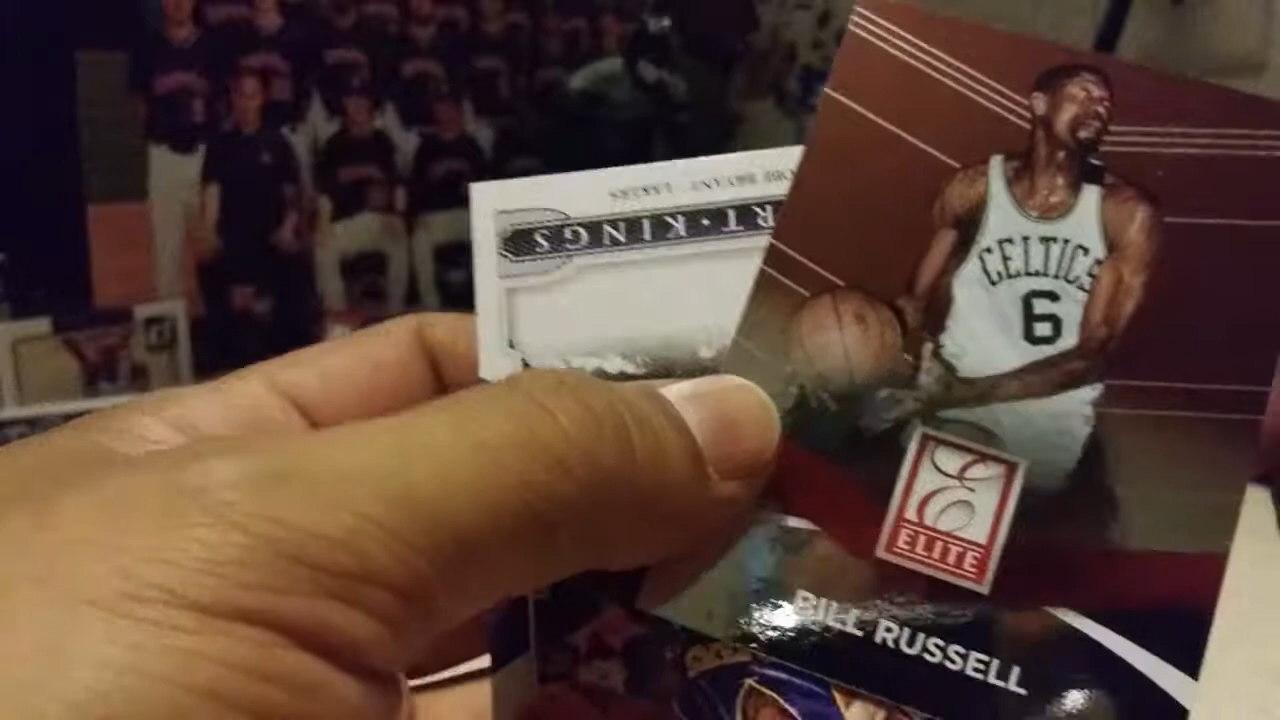 KOBE BRYANT LAKERS
RT·KINGS
CELTICS
6
E
E
ELITE
BILL RUSSELL